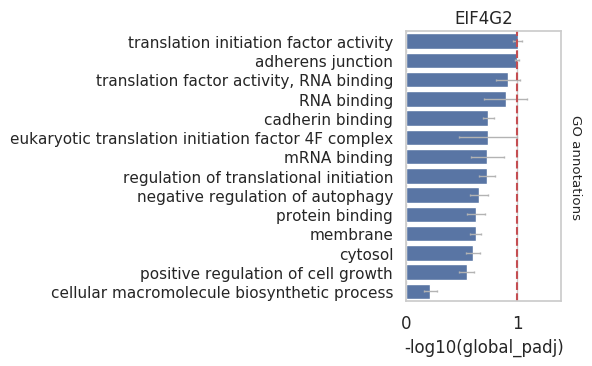 EIF4G2
translation initiation factor activity
adherens junction
translation factor activity, RNA binding
RNA binding
cadherin binding
eukaryotic translation initiation factor 4F complex
mRNA binding
regulation of translational initiation
negative regulation of autophagy
protein binding
membrane
cytosol
positive regulation of cell growth
cellular macromolecule biosynthetic process
GO annotations
0 1
-log10(global_padj)